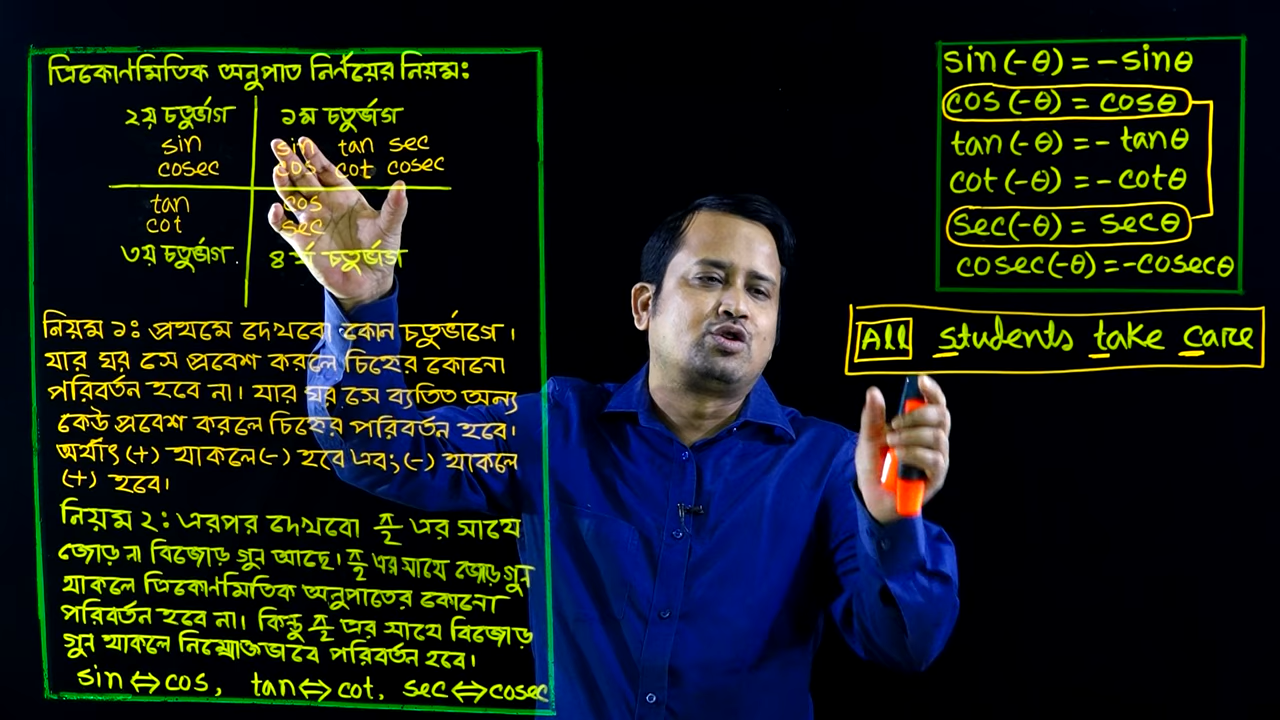 ত্রিকোণমিতিক অনুপাত নির্ণয়ের নিয়মঃ
২য় চতুর্ভাগ ১ম চতুর্ভাগ
sin sin tan sec
cosec cos cot cosec
tan cos
cot sec
৩য় চতুর্ভাগ. ৪র্থ চতুর্ভাগ
নিয়ম ১ঃ প্রথমে দেখবো কোন চতুর্ভাগে।
যার ঘর সে প্রবেশ করলে চিহ্নের কোনো
পরিবর্তন হবে না। যার ঘর সে ব্যতিত অন্য
কেউ প্রবেশ করলে চিহ্নের পরিবর্তন হবে।
অর্থাৎ (+) থাকলে (-) হবে এবং (-) থাকলে
(+) হবে।
নিয়ম ২ঃ এরপর দেখবো π/2 এর সাথে
জোড় না বিজোড় গুন আছে। π/2 এর সাথে জোড় গুন
থাকলে ত্রিকোণমিতিক অনুপাতের কোনো
পরিবর্তন হবে না। কিন্তু π/2 এর সাথে বিজোড়
গুন থাকলে নিম্মোক্তভাবে পরিবর্তন হবে।
sin⇔cos, tan⇔cot, sec⇔cosec
sin(-θ) = -sinθ
cos(-θ) = cosθ
tan(-θ) = -tanθ
cot(-θ) = -cotθ
sec(-θ) = secθ
cosec(-θ) = -cosecθ
All students take care